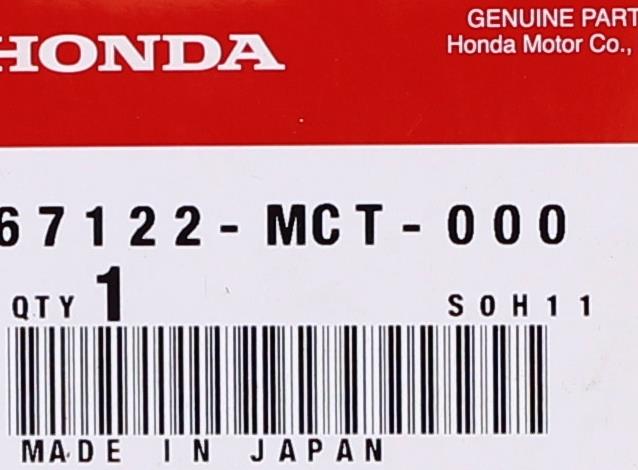 HONDA
GENUINE PART
Honda Motor Co.,
67122-MCT-000
QTY 1
S0H11
MADE IN JAPAN